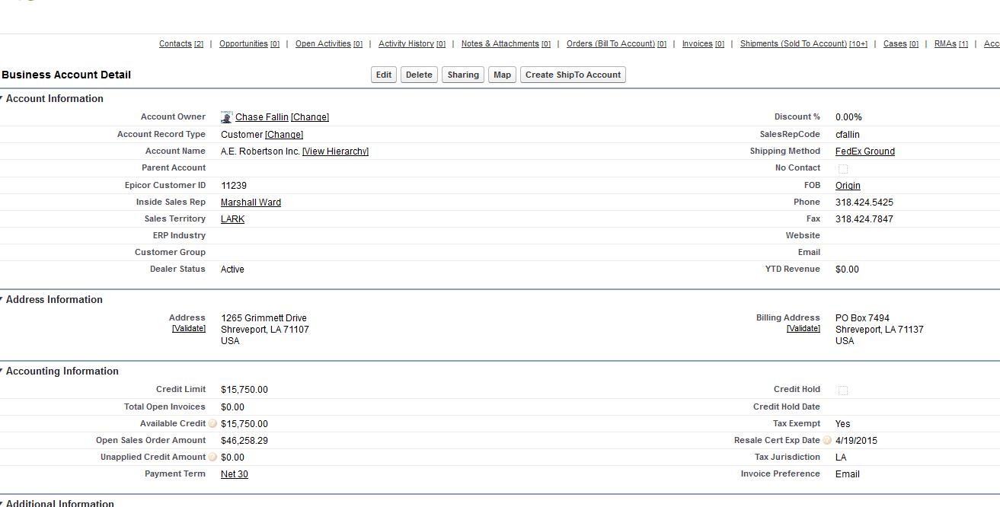 Contacts [2] | Opportunities [0] | Open Activities [0] | Activity History [0] | Notes & Attachments [0] | Orders (Bill To Account) [0] | Invoices [0] | Shipments (Sold To Account) [10+] | Cases [0] | RMAs [1] | Acc
Business Account Detail Edit Delete Sharing Map Create ShipTo Account
Account Information
Account Owner Chase Fallin [Change] Discount % 0.00%
Account Record Type Customer [Change] SalesRepCode cfallin
Account Name A.E. Robertson Inc. [View Hierarchy] Shipping Method FedEx Ground
Parent Account No Contact
Epicor Customer ID 11239 FOB Origin
Inside Sales Rep Marshall Ward Phone 318.424.5425
Sales Territory LARK Fax 318.424.7847
ERP Industry Website
Customer Group Email
Dealer Status Active YTD Revenue $0.00
Address Information
Address 1265 Grimmett Drive Billing Address PO Box 7494
[Validate] Shreveport, LA 71107 [Validate] Shreveport, LA 71137
USA USA
Accounting Information
Credit Limit $15,750.00 Credit Hold
Total Open Invoices $0.00 Credit Hold Date
Available Credit ? $15,750.00 Tax Exempt Yes
Open Sales Order Amount $46,258.29 Resale Cert Exp Date ? 4/19/2015
Unapplied Credit Amount ? $0.00 Tax Jurisdiction LA
Payment Term Net 30 Invoice Preference Email
Additional Information